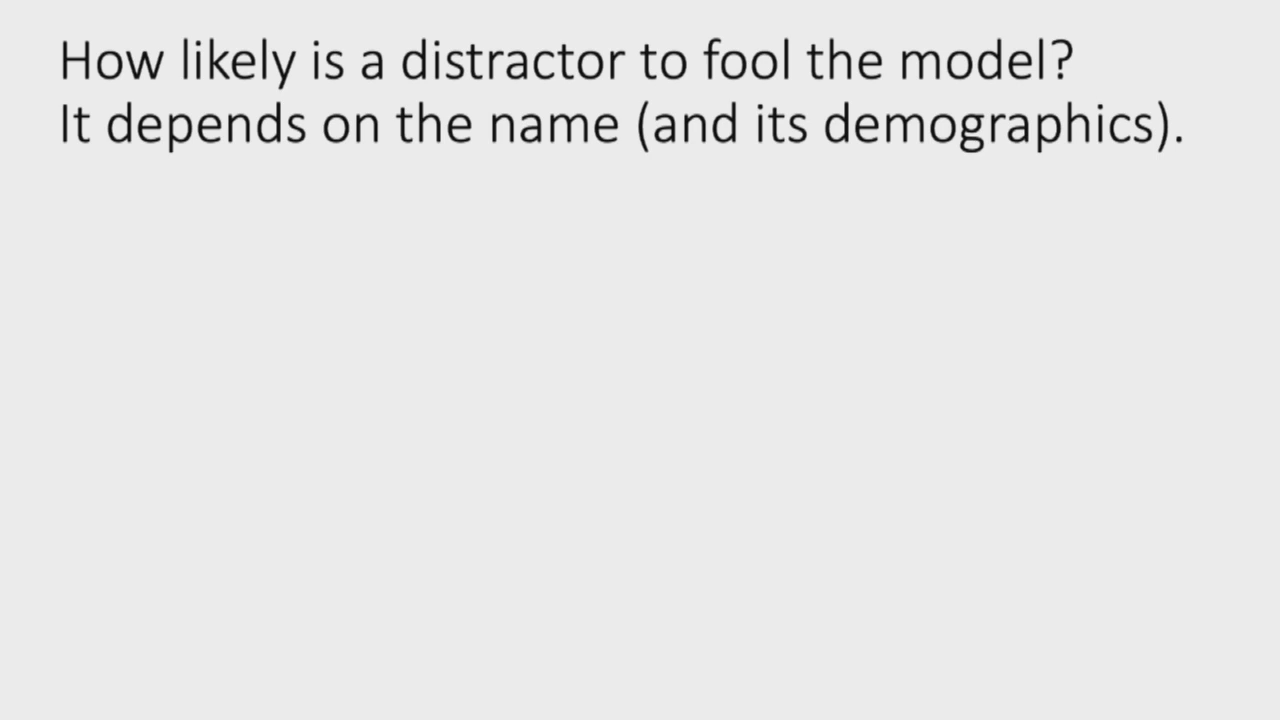 How likely is a distractor to fool the model?
It depends on the name (and its demographics).